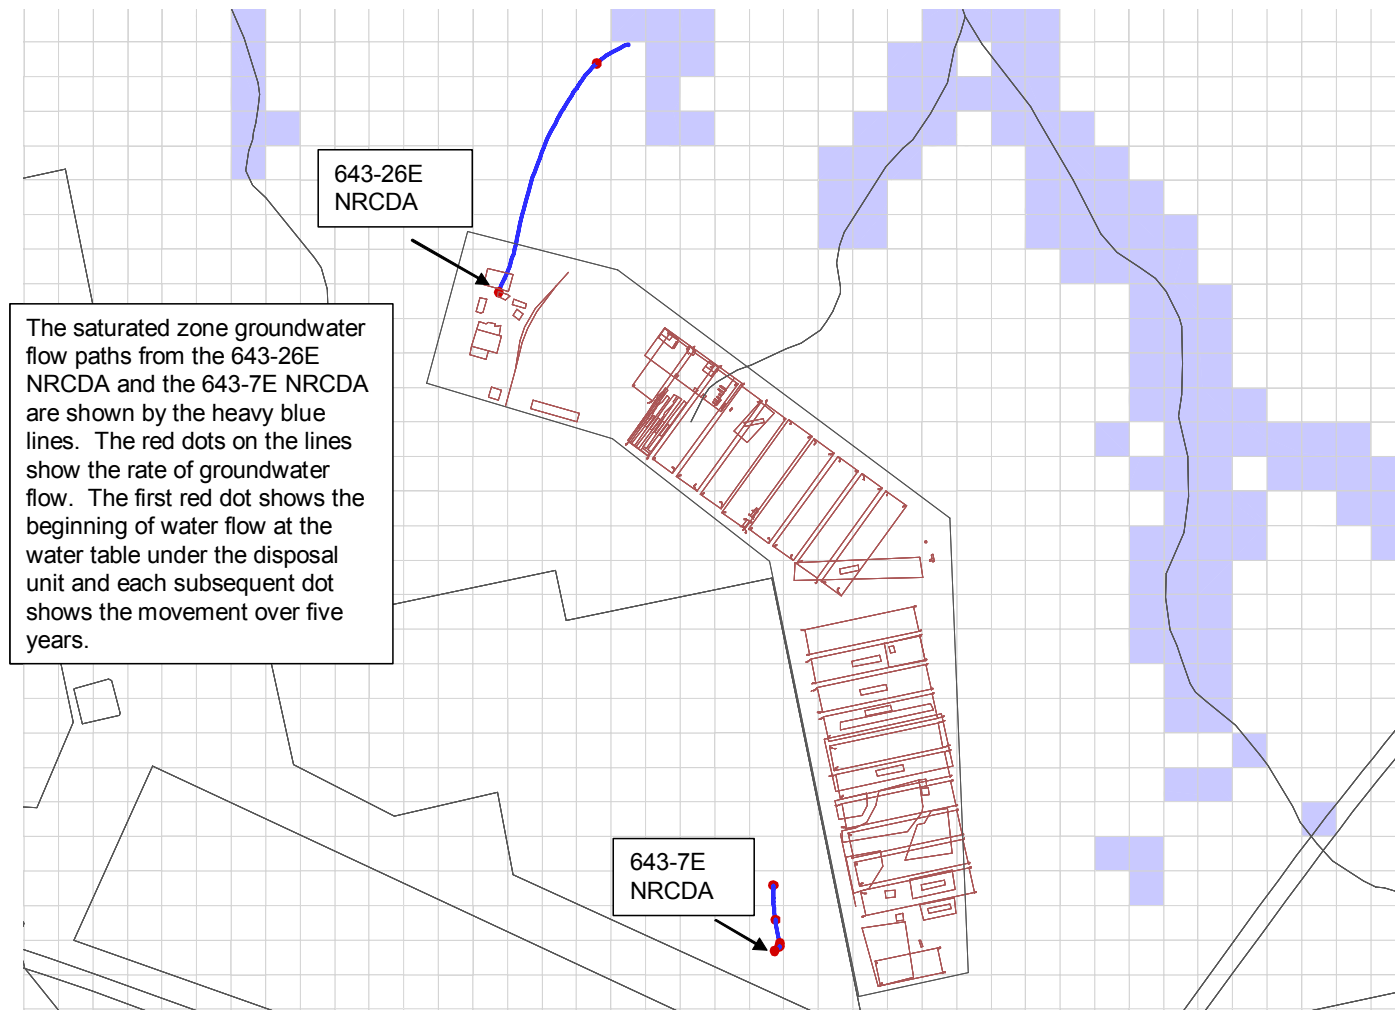 643-26E
NRCDA
The saturated zone groundwater
flow paths from the 643-26E
NRCDA and the 643-7E NRCDA
are shown by the heavy blue
lines.  The red dots on the lines
show the rate of groundwater
flow.  The first red dot shows the
beginning of water flow at the
water table under the disposal
unit and each subsequent dot
shows the movement over five
years.
643-7E
NRCDA